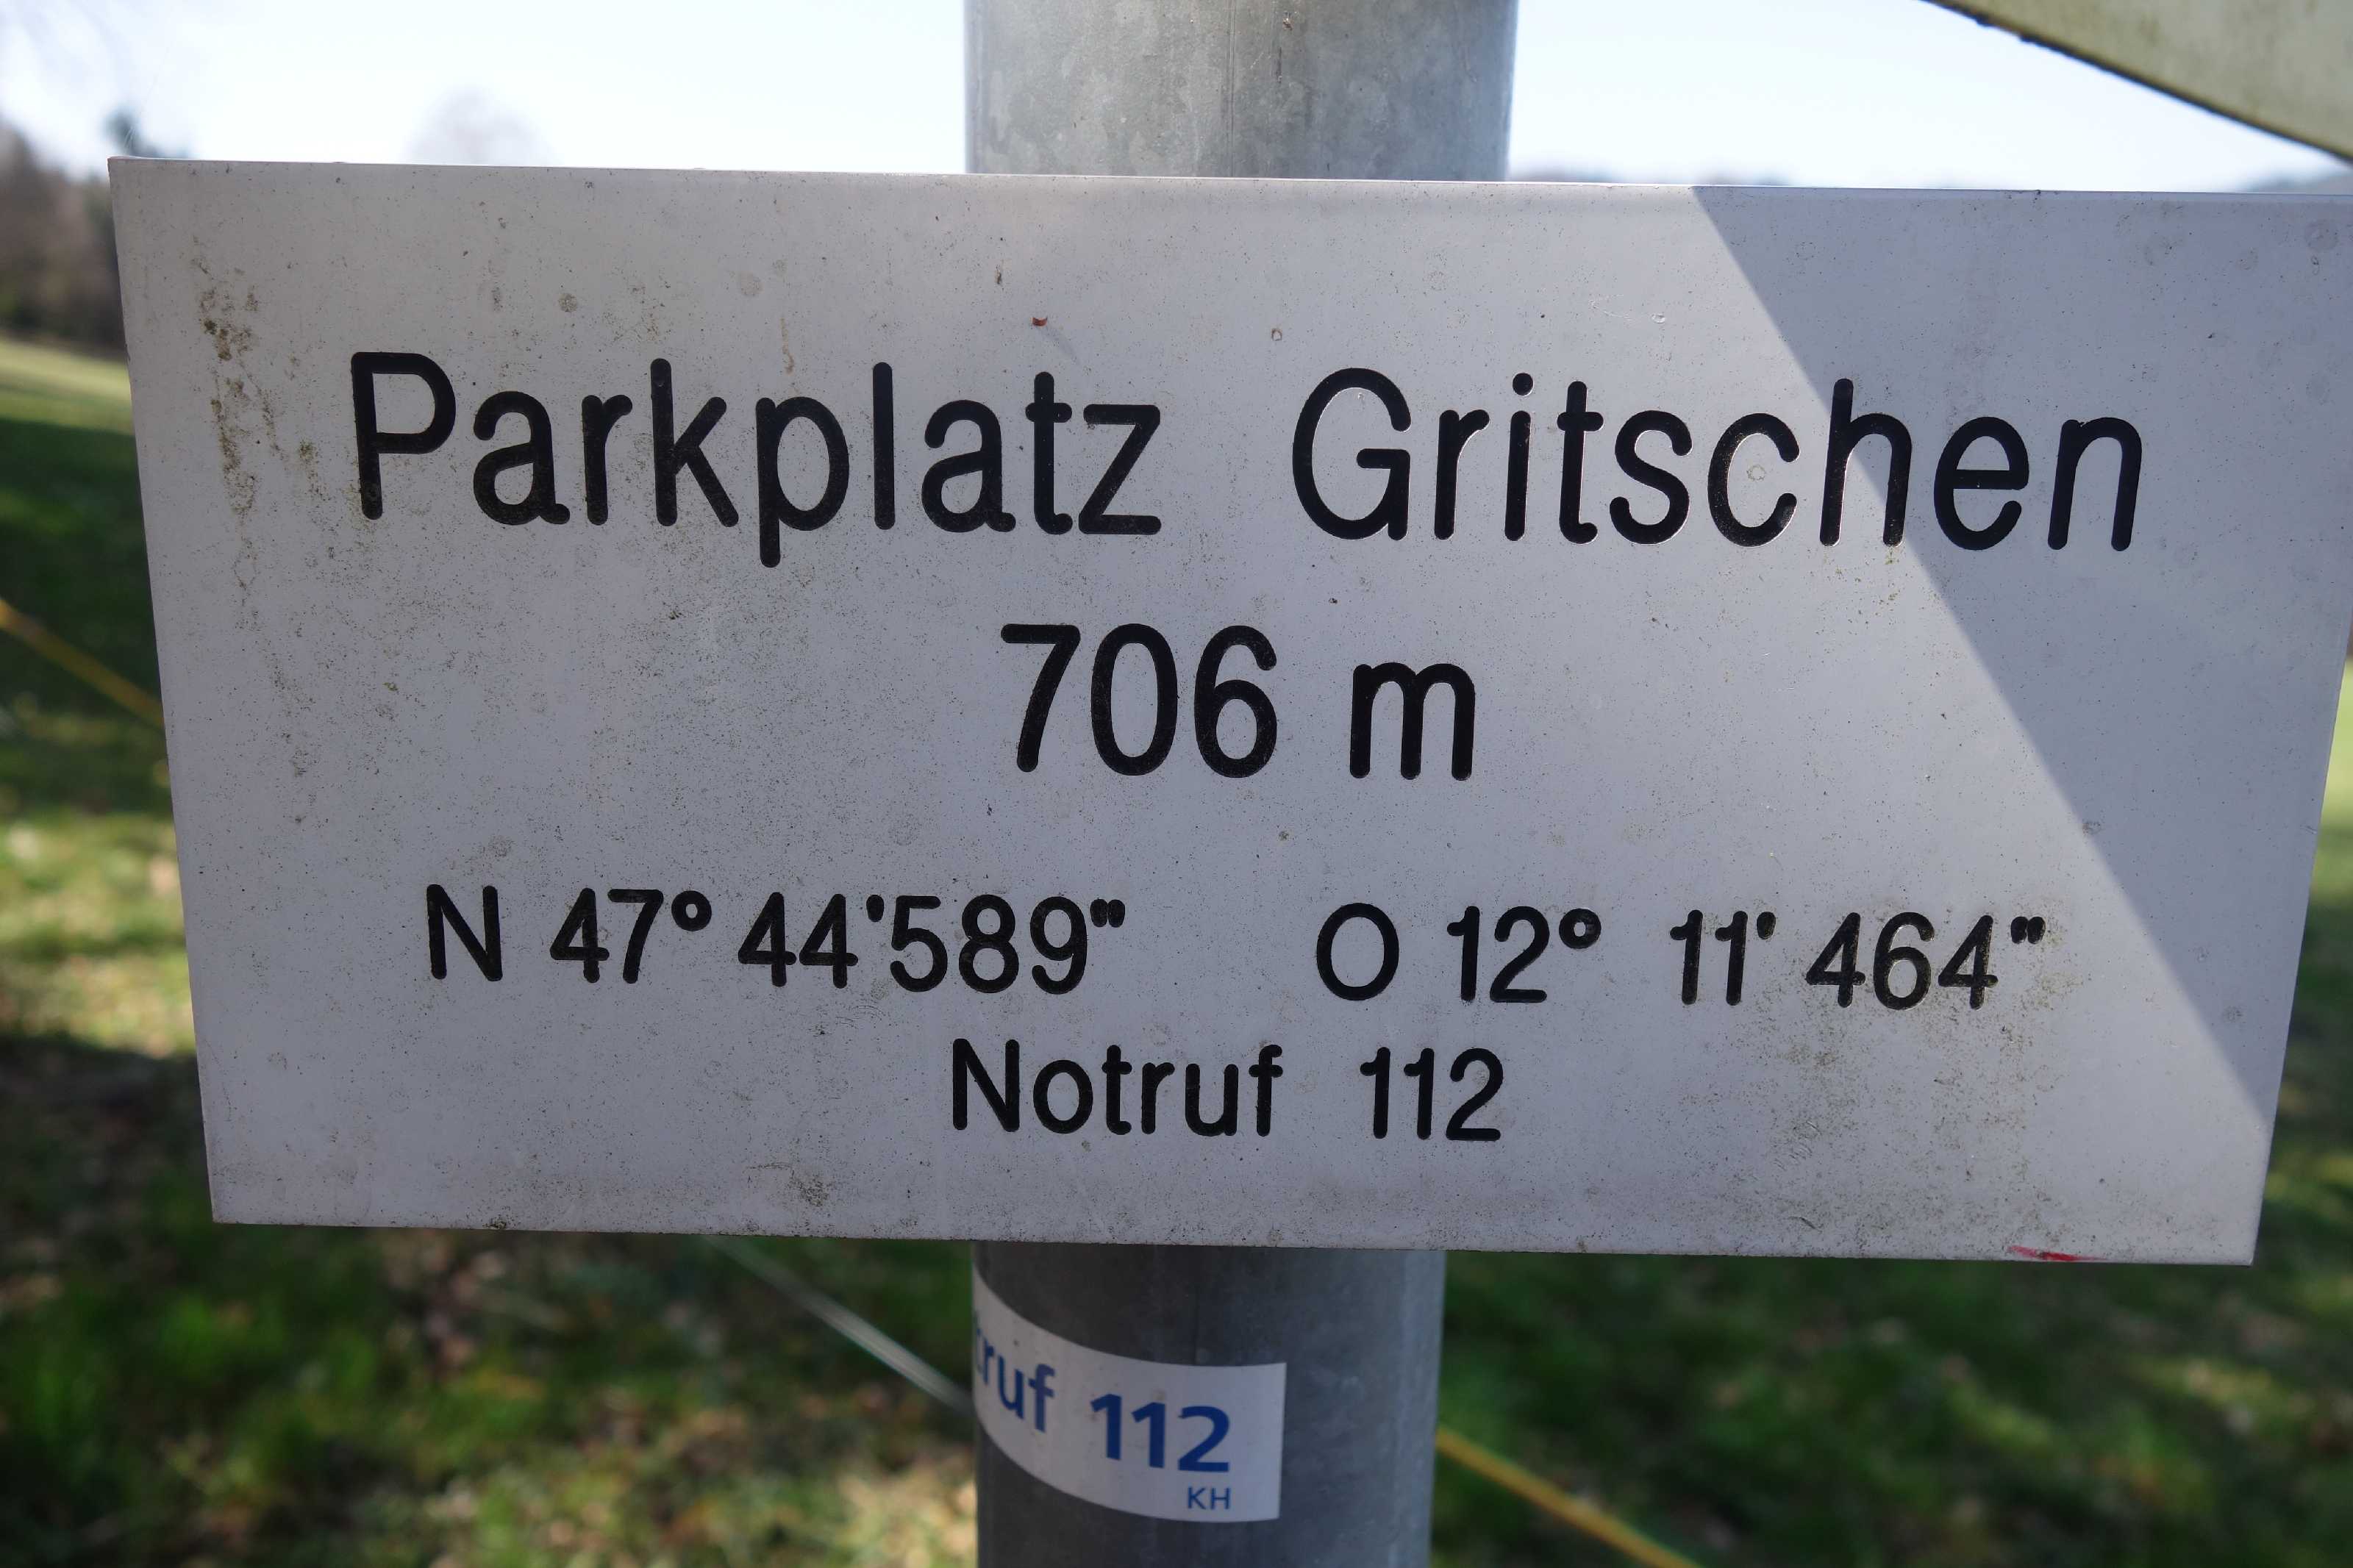 Parkplatz Gritschen
706 m
N 47° 44'589" O 12° 11' 464"
Notruf 112
truf 112
KH